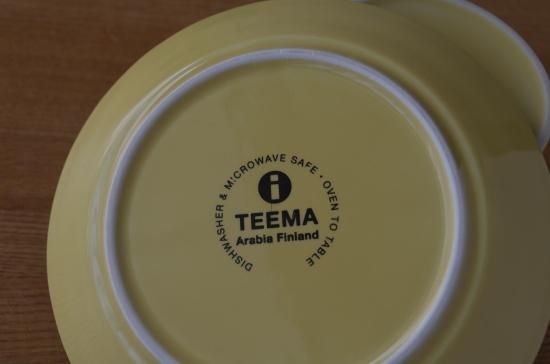 DISHWASHER & MICROWAVE SAFE • OVEN TO TABLE
i
TEEMA
Arabia Finland